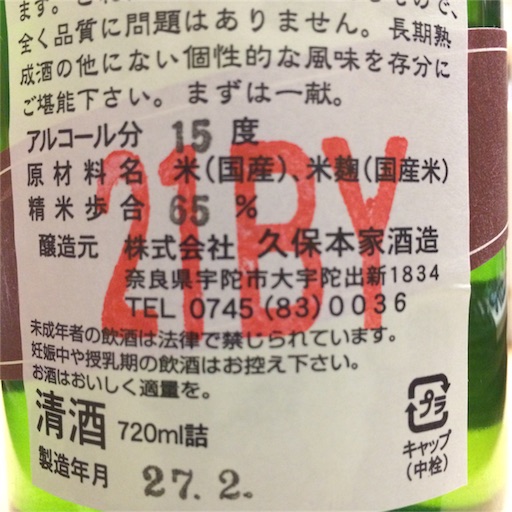 全く品質に問題はありません。長期熟
成酒の他にない個性的な風味を存分に
ご堪能下さい。まずは一献。
アルコール分 15 度
原材料名 米(国産)、米麹(国産米)
精米歩合 65 %
21BY
醸造元 株式会社 久保本家酒造
奈良県宇陀市大宇陀出新1834
TEL 0745(83)0036
未成年者の飲酒は法律で禁じられています。
妊娠中や授乳期の飲酒はお控え下さい。
お酒はおいしく適量を。
清酒 720ml詰
製造年月 27.2.
プラ
キャップ
(中栓)